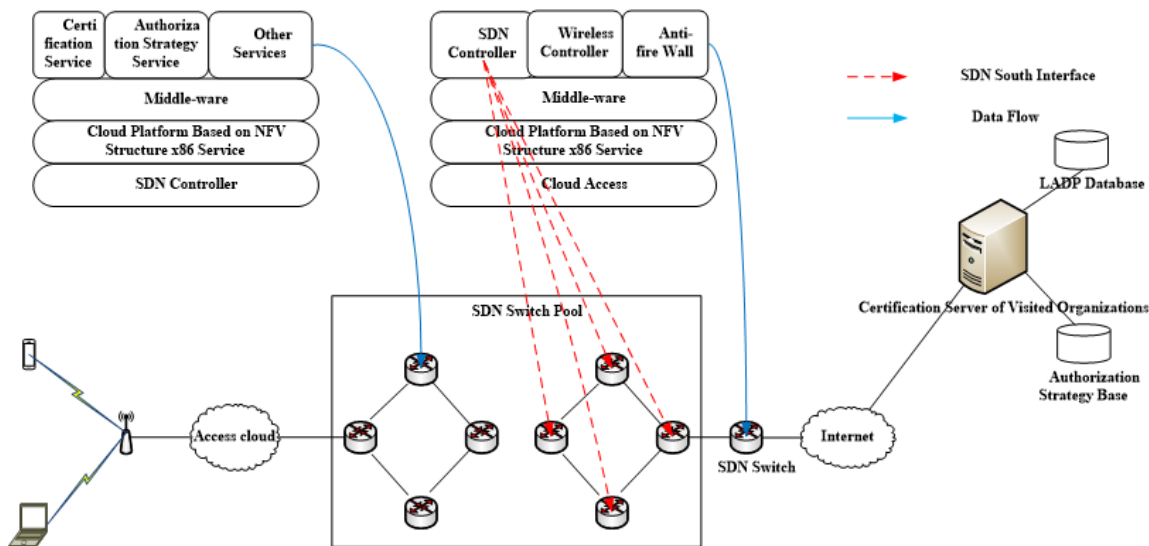 Certi
fication
Service
Authoriza
tion Strategy
Service
Other
Services
Middle-ware
Cloud Platform Based on NFV
Structure x86 Service
SDN Controller
SDN
Controller
Wireless
Controller
Anti-
fire Wall
Middle-ware
Cloud Platform Based on NFV
Structure x86 Service
Cloud Access
SDN South Interface
Data Flow
LADP Database
Certification Server of Visited Organizations
Authorization
Strategy Base
SDN Switch Pool
Access cloud
SDN Switch
Internet